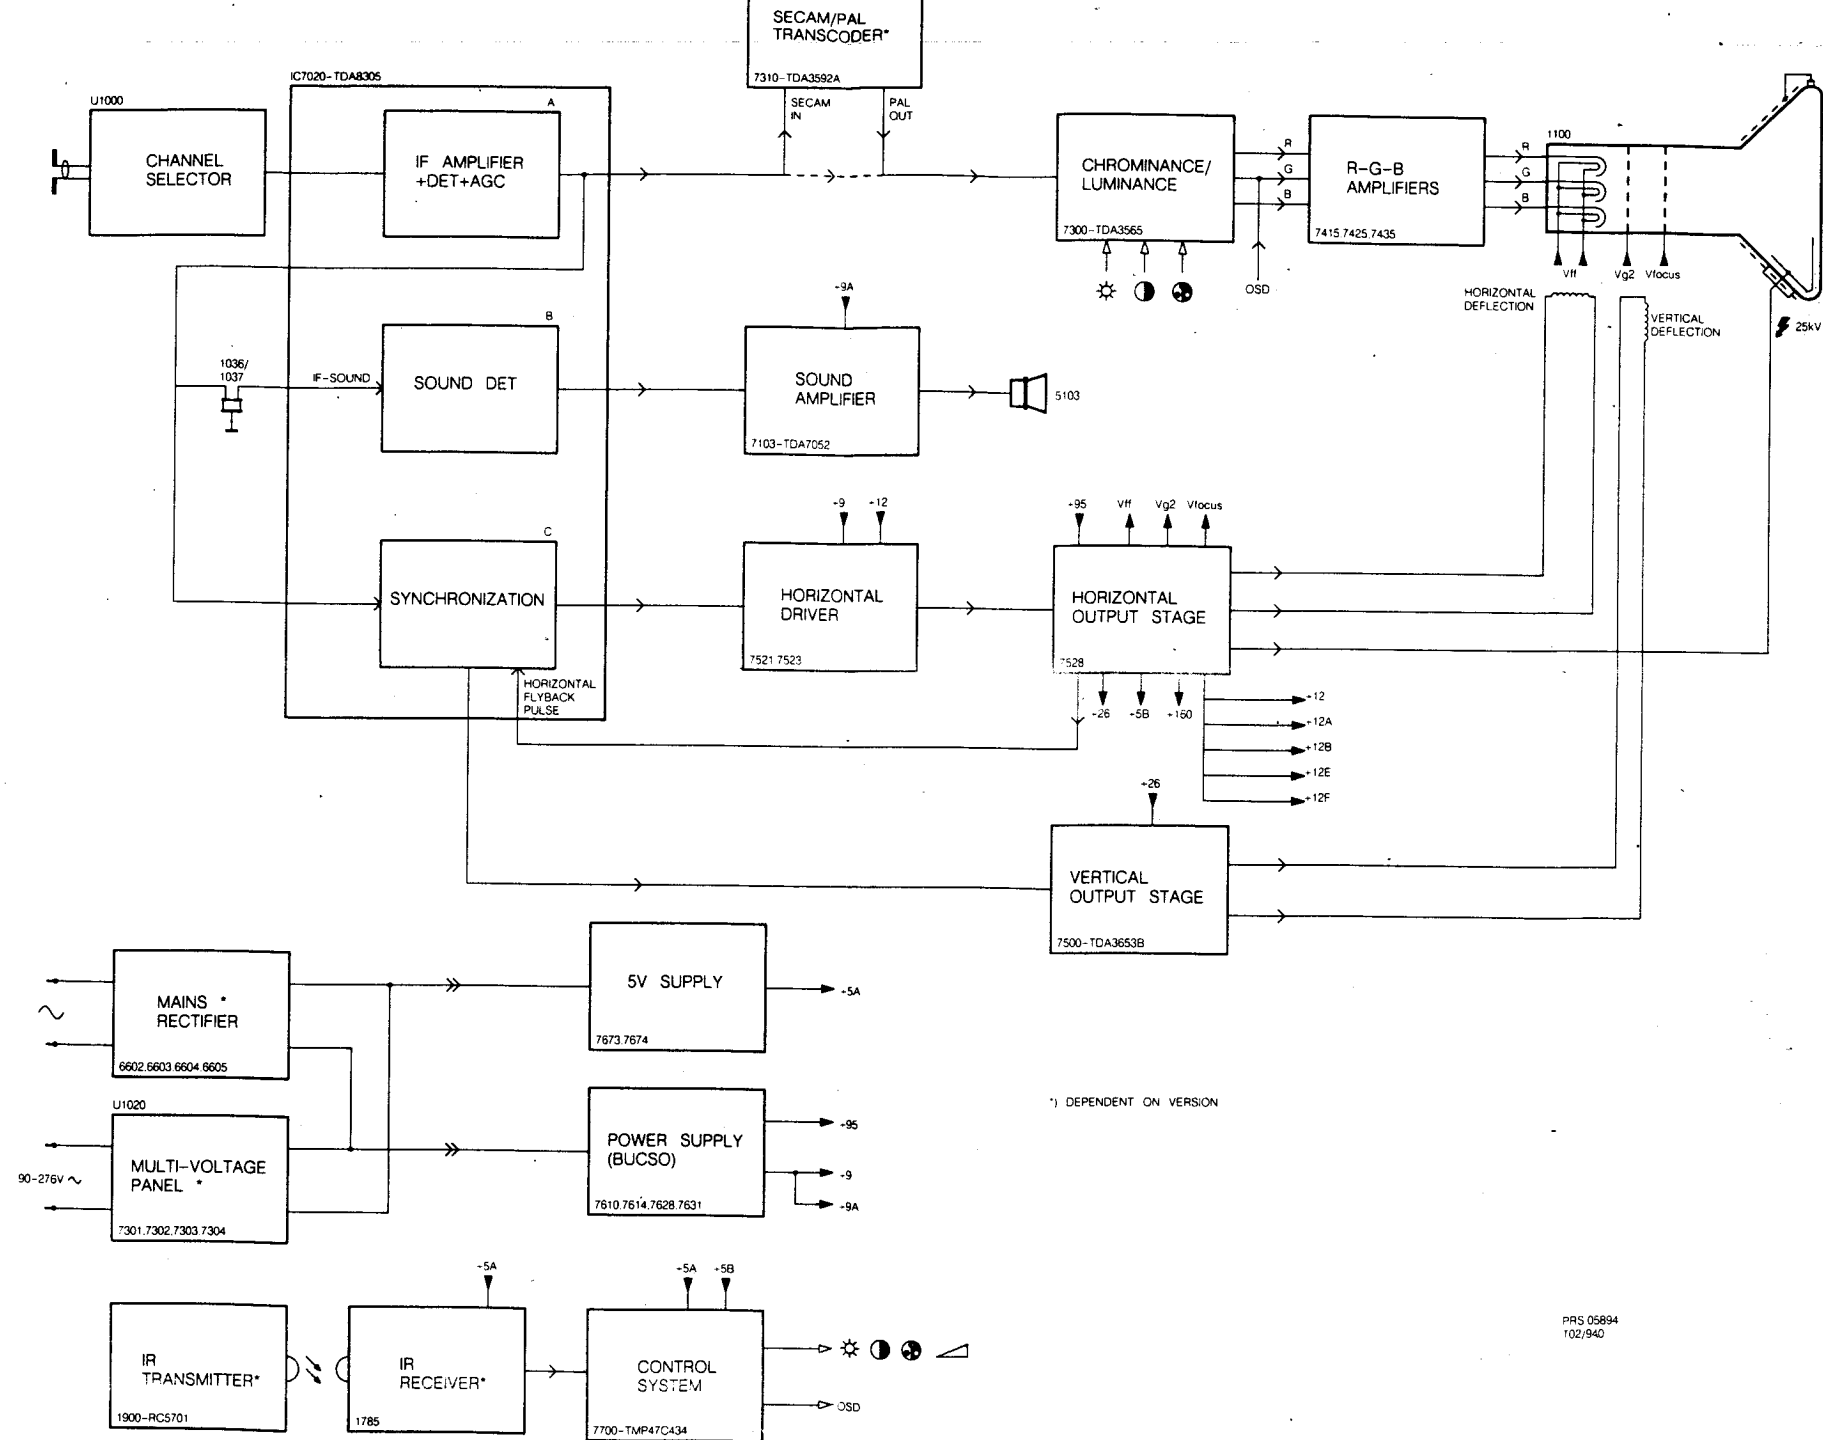 SECAM/PAL
TRANSCODER*
7310-TDA3592A
SECAM
IN
PAL
OUT
IC7020-TDA8305
U1000
CHANNEL
SELECTOR
A
IF AMPLIFIER
+DET+AGC
CHROMINANCE/
LUMINANCE
7300-TDA3565
R
G
B
OSD
R-G-B
AMPLIFIERS
7415.7425.7435
R
G
B
1100
Vff
Vg2
Vfocus
HORIZONTAL
DEFLECTION
VERTICAL
DEFLECTION
25kV
1036/
1037
IF-SOUND
B
SOUND DET
+9A
SOUND
AMPLIFIER
7103-TDA7052
5103
C
SYNCHRONIZATION
HORIZONTAL
FLYBACK
PULSE
+9
+12
HORIZONTAL
DRIVER
7521.7523
+95
Vff
Vg2
Vfocus
HORIZONTAL
OUTPUT STAGE
7528
+26
+5B
+160
+12
+12A
+12B
+12E
+12F
+26
VERTICAL
OUTPUT STAGE
7500-TDA3653B
MAINS *
RECTIFIER
6602.6603.6604.6605
5V SUPPLY
7673.7674
+5A
U1020
90-276V
MULTI-VOLTAGE
PANEL *
7301.7302.7303.7304
POWER SUPPLY
(BUCSO)
7610.7614.7628.7631
+95
+9
+9A
*) DEPENDENT ON VERSION
IR
TRANSMITTER*
1900-RC5701
+5A
IR
RECEIVER*
1785
+5A
+5B
CONTROL
SYSTEM
7700-TMP47C434
OSD
PRS 05894
T02/940